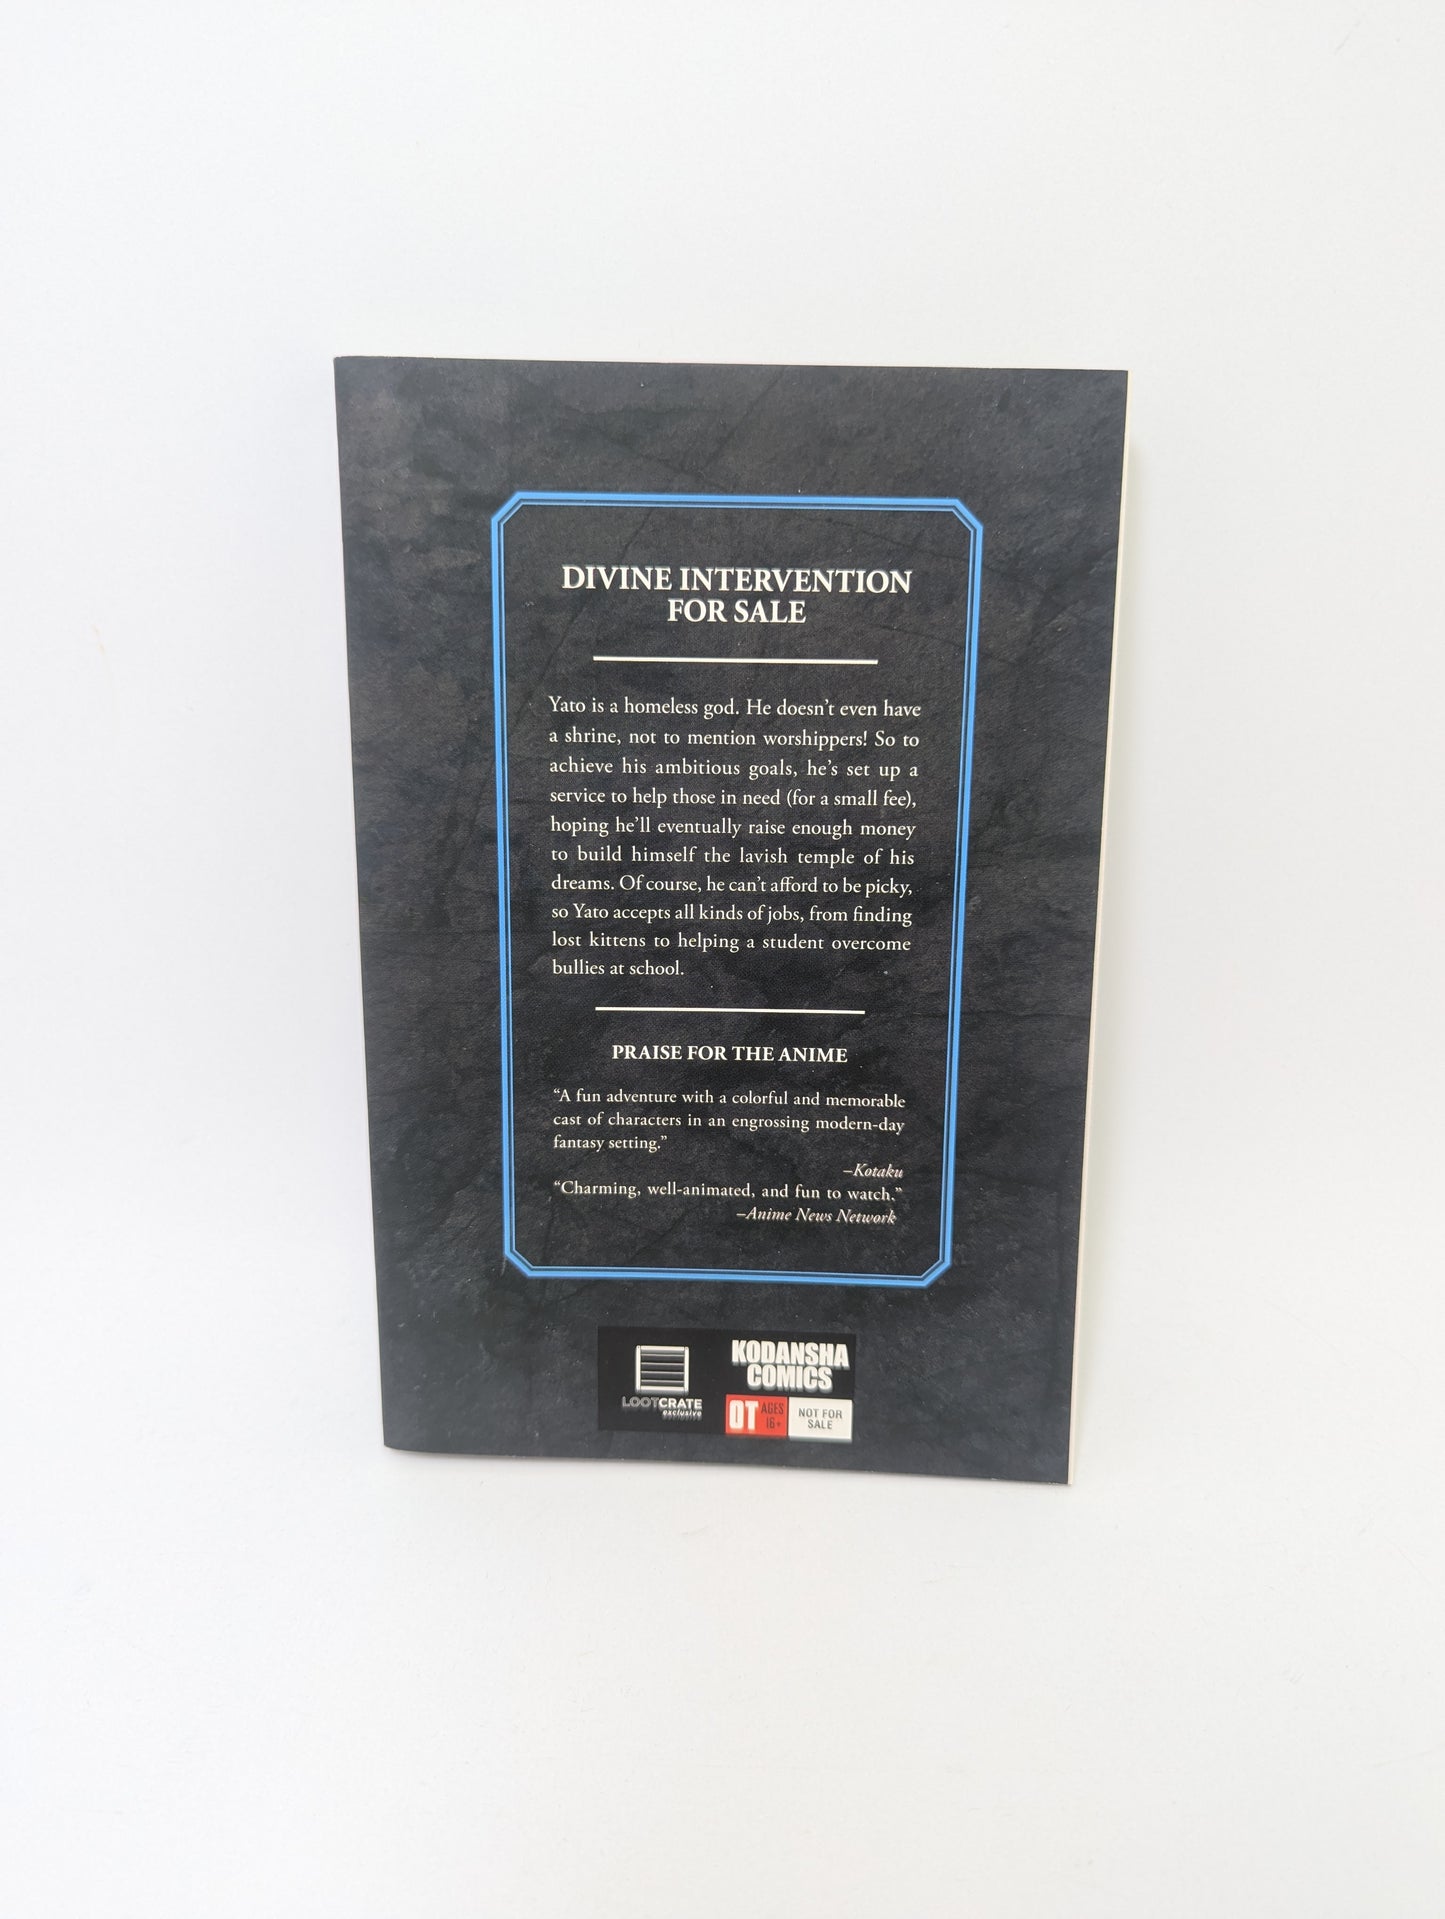 DIVINE INTERVENTION
FOR SALE
Yato is a homeless god. He doesn't even have
a shrine, not to mention worshippers! So to
achieve his ambitious goals, he's set up a
service to help those in need (for a small fee),
hoping he'll eventually raise enough money
to build himself the lavish temple of his
dreams. Of course, he can't afford to be picky,
so Yato accepts all kinds of jobs, from finding
lost kittens to helping a student overcome
bullies at school.
PRAISE FOR THE ANIME
“A fun adventure with a colorful and memorable
cast of characters in an engrossing modern-day
fantasy setting.”
–Kotaku
“Charming, well-animated, and fun to watch.”
–Anime News Network
LOOTCRATE
exclusive
KODANSHA
COMICS
OT AGES
16+
NOT FOR
SALE